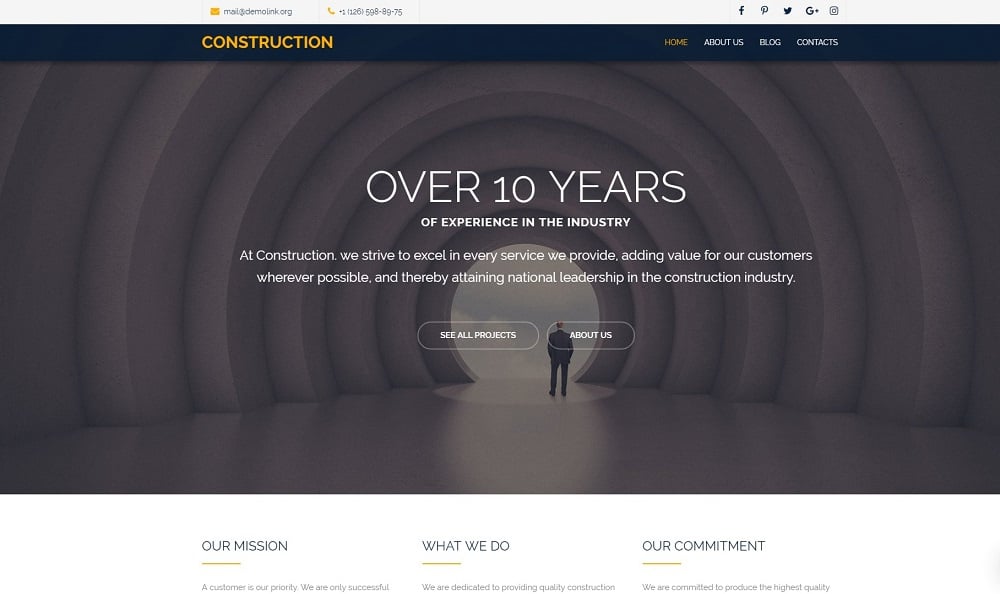 mail@demolink.org +1 (126) 598-89-75
CONSTRUCTION HOME ABOUT US BLOG CONTACTS
OVER 10 YEARS
OF EXPERIENCE IN THE INDUSTRY
At Construction. we strive to excel in every service we provide, adding value for our customers
wherever possible, and thereby attaining national leadership in the construction industry.
SEE ALL PROJECTS ABOUT US
OUR MISSION WHAT WE DO OUR COMMITMENT
A customer is our priority. We are only successful We are dedicated to providing quality construction We are committed to produce the highest quality